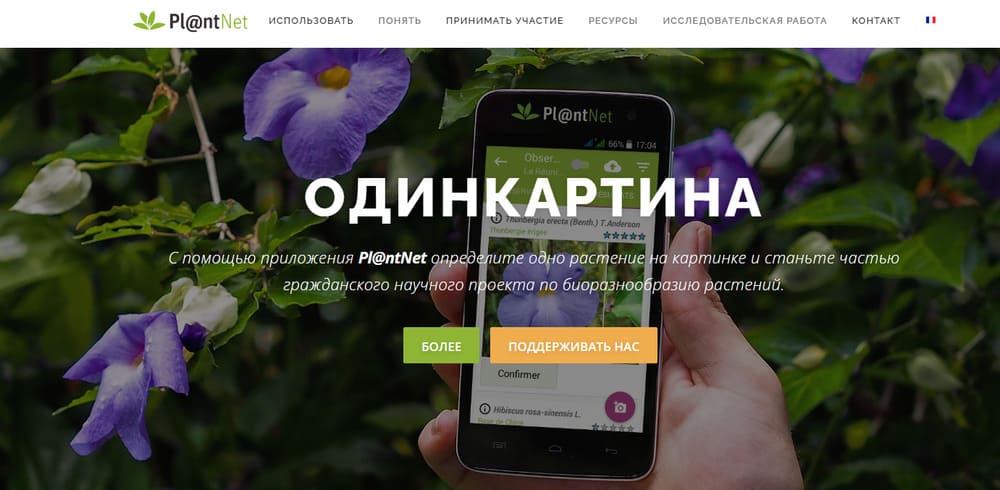 Pl@ntNet ИСПОЛЬЗОВАТЬ ПОНЯТЬ ПРИНИМАТЬ УЧАСТИЕ РЕСУРСЫ ИССЛЕДОВАТЕЛЬСКАЯ РАБОТА КОНТАКТ
Pl@ntNet
66% 17:04
Obser...
La Réuni
ОДИНКАРТИНА
Thunbergia erecta (Benth.) T.Anderson
Thunbergie érigée
С помощью приложения Pl@ntNet определите одно растение на картинке и станьте частью
гражданского научного проекта по биоразнообразию растений.
БОЛЕЕ ПОДДЕРЖИВАТЬ НАС
Confirmer
Hibiscus rosa-sinensis L.
Rose de Chine